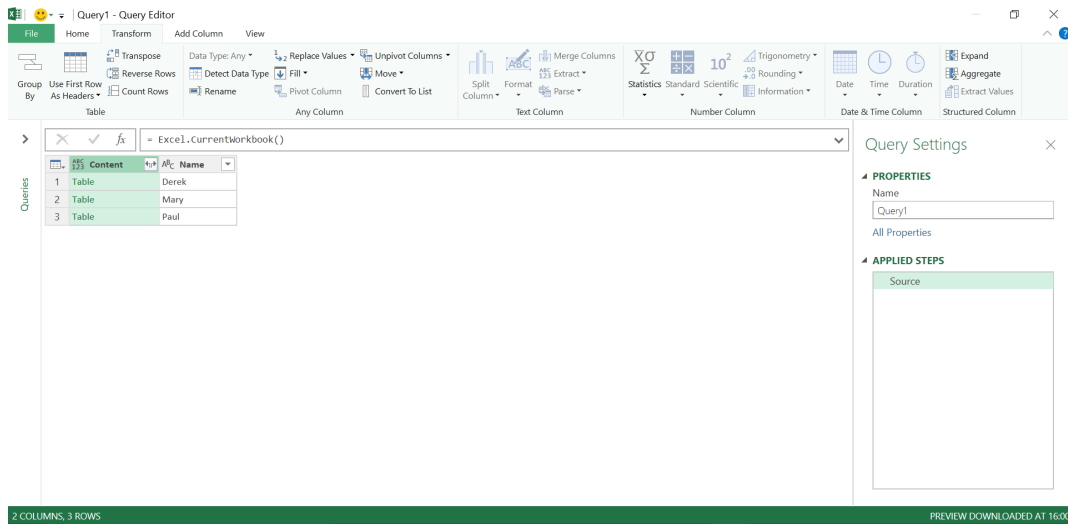 Query1 - Query Editor
File Home Transform Add Column View
Group By
Use First Row As Headers
Transpose
Reverse Rows
Count Rows
Table
Data Type: Any
Detect Data Type
Rename
Replace Values
Fill
Pivot Column
Unpivot Columns
Move
Convert To List
Any Column
Split Column
Format
Merge Columns
Extract
Parse
Text Column
Statistics
Standard
Scientific
Trigonometry
Rounding
Information
Number Column
Date
Time
Duration
Date & Time Column
Expand
Aggregate
Extract Values
Structured Column
fx = Excel.CurrentWorkbook()
Queries
ABC 123 Content ABC Name
1 Table Derek
2 Table Mary
3 Table Paul
Query Settings
PROPERTIES
Name
Query1
All Properties
APPLIED STEPS
Source
2 COLUMNS, 3 ROWS
PREVIEW DOWNLOADED AT 16:00